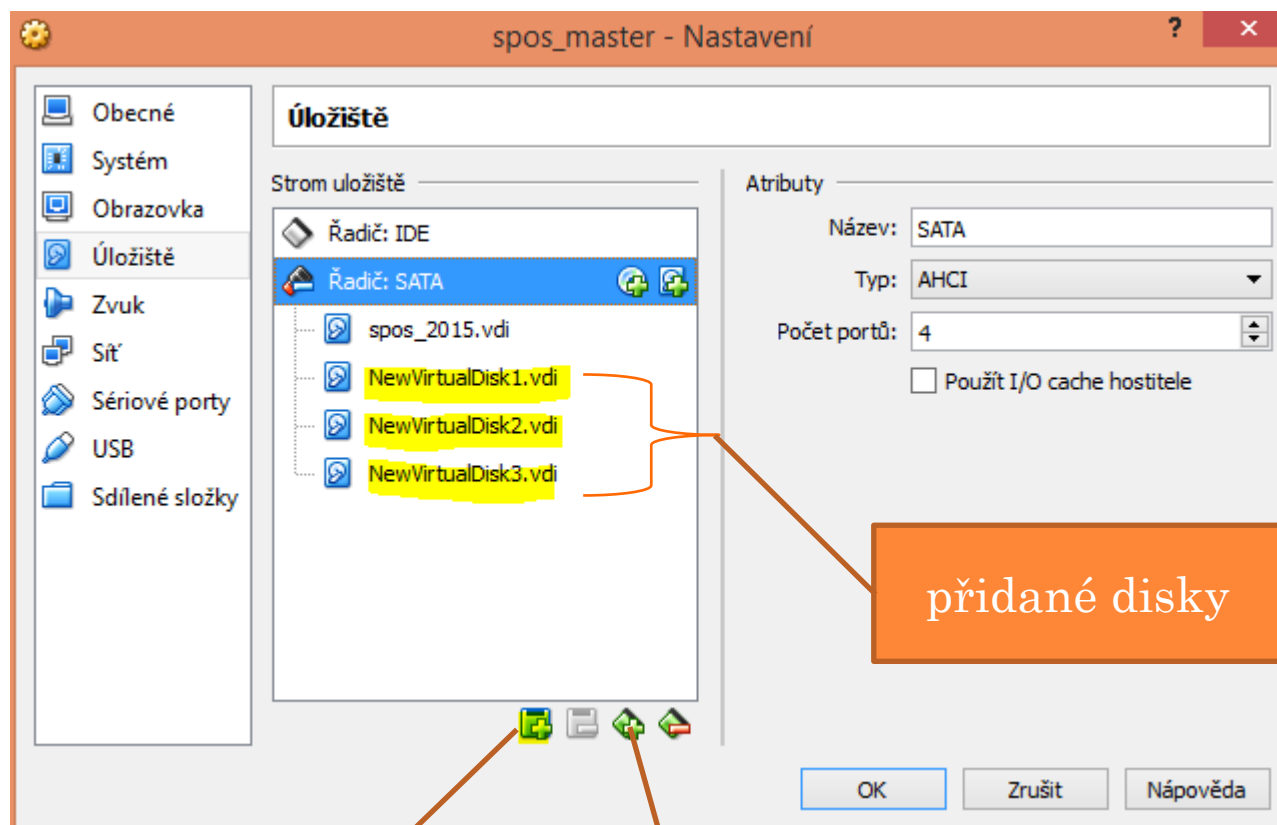 spos_master - Nastavení
?
Obecné
Systém
Obrazovka
Úložiště
Zvuk
Síť
Sériové porty
USB
Sdílené složky
Úložiště
Strom uložiště
Řadič: IDE
Řadič: SATA
spos_2015.vdi
NewVirtualDisk1.vdi
NewVirtualDisk2.vdi
NewVirtualDisk3.vdi
Atributy
Název: SATA
Typ: AHCI
Počet portů: 4
Použít I/O cache hostitele
přidané disky
OK
Zrušit
Nápověda